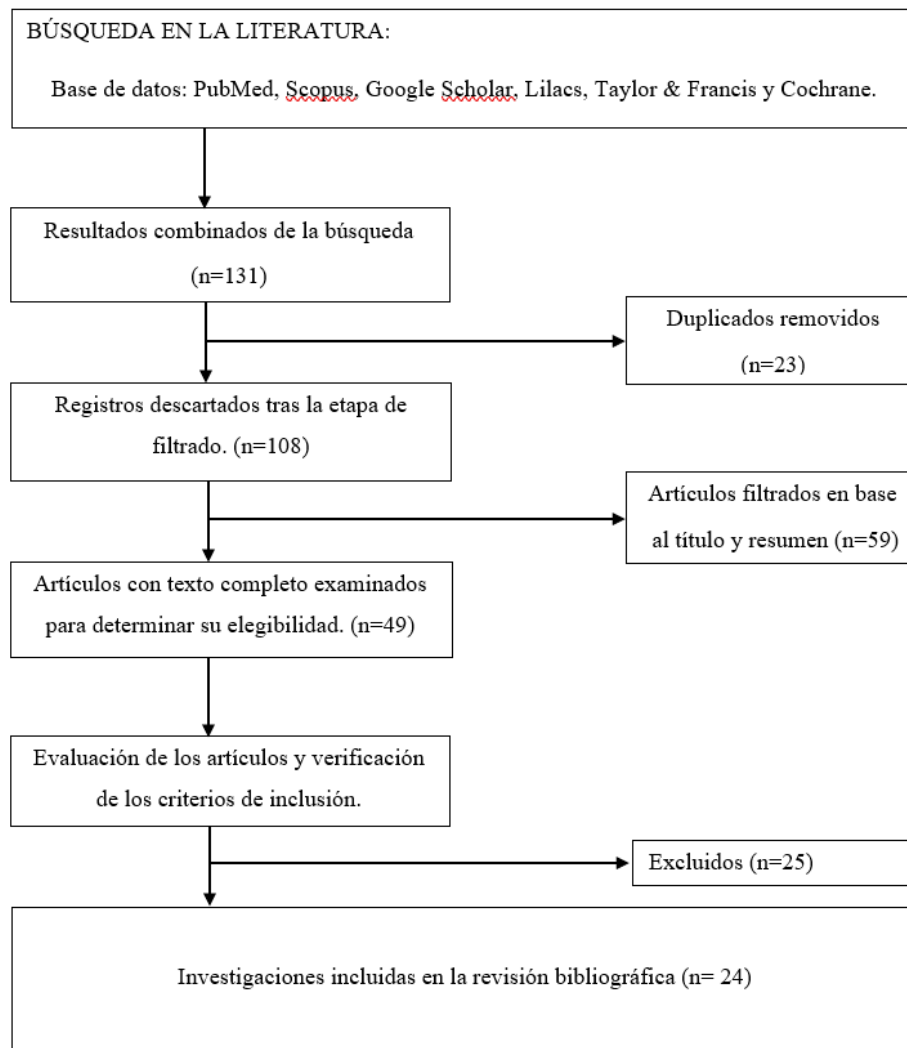 BÚSQUEDA EN LA LITERATURA:
Base de datos: PubMed, Scopus, Google Scholar, Lilacs, Taylor & Francis y Cochrane.
Resultados combinados de la búsqueda
(n=131)
Duplicados removidos
(n=23)
Registros descartados tras la etapa de
filtrado. (n=108)
Artículos filtrados en base
al título y resumen (n=59)
Artículos con texto completo examinados
para determinar su elegibilidad. (n=49)
Evaluación de los artículos y verificación
de los criterios de inclusión.
Excluidos (n=25)
Investigaciones incluidas en la revisión bibliográfica (n= 24)